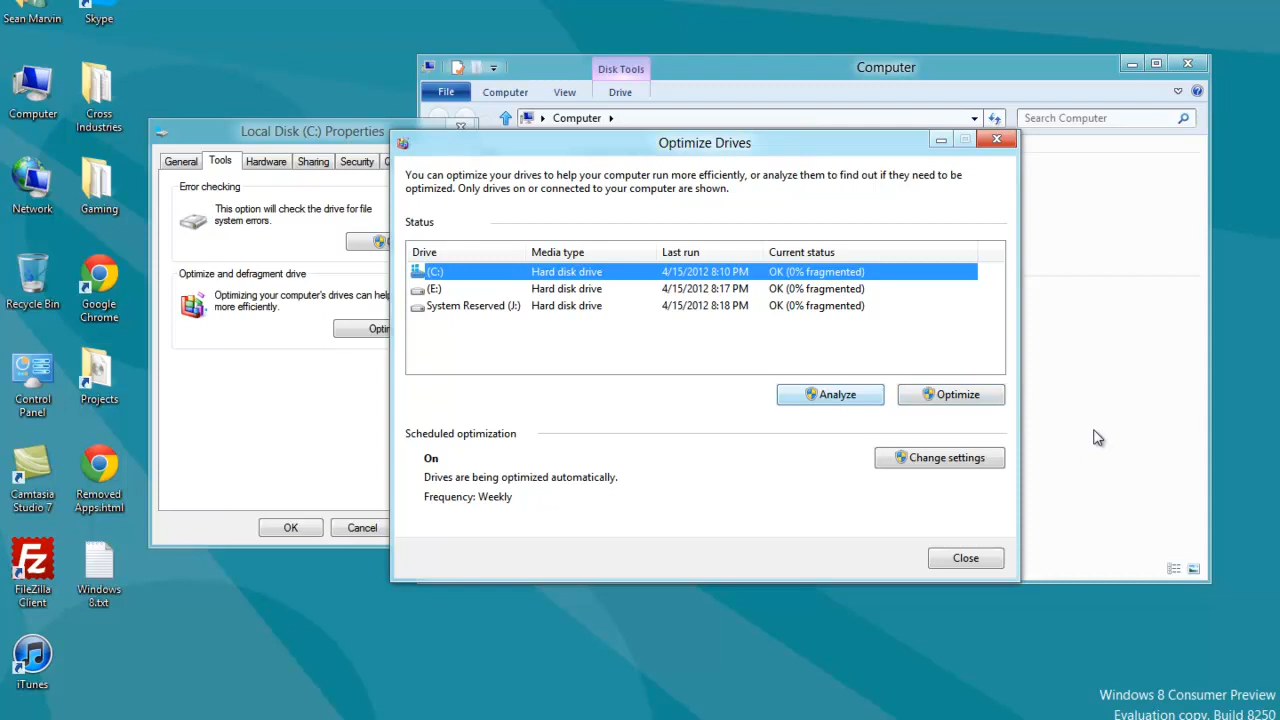 Sean Marvin
Skype
Computer
Cross
Industries
Network
Gaming
Recycle Bin
Google
Chrome
Control
Panel
Projects
Camtasia
Studio 7
Removed
Apps.html
FileZilla
Client
Windows
8.txt
iTunes
Disk Tools
Computer
File
Computer
View
Drive
Computer
Search Computer
Local Disk (C:) Properties
General
Tools
Hardware
Sharing
Security
Error checking
This option will check the drive for file
system errors.
Optimize and defragment drive
Optimizing your computer's drives can help
more efficiently.
OK
Cancel
Optimize Drives
You can optimize your drives to help your computer run more efficiently, or analyze them to find out if they need to be
optimized. Only drives on or connected to your computer are shown.
Status
Drive Media type Last run Current status
(C:) Hard disk drive 4/15/2012 8:10 PM OK (0% fragmented)
(E:) Hard disk drive 4/15/2012 8:17 PM OK (0% fragmented)
System Reserved (J:) Hard disk drive 4/15/2012 8:18 PM OK (0% fragmented)
Analyze
Optimize
Scheduled optimization
On
Change settings
Drives are being optimized automatically.
Frequency: Weekly
Close
Windows 8 Consumer Preview
Evaluation copy. Build 8250